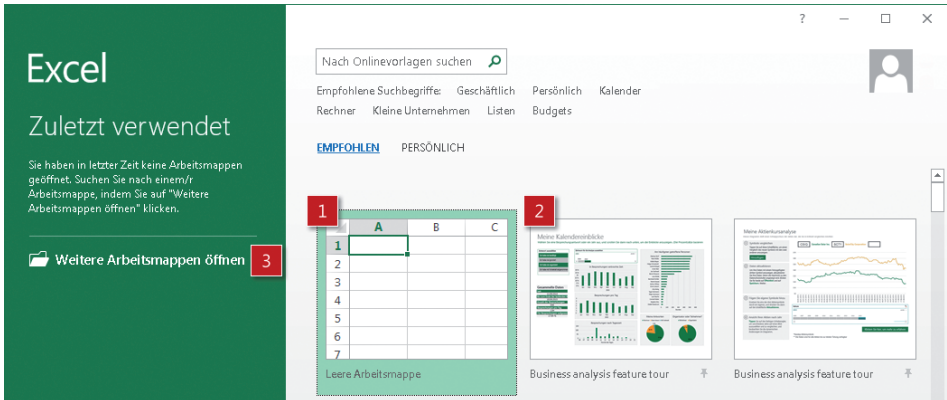 ?
Excel
Nach Onlinevorlagen suchen
Empfohlene Suchbegriffe: Geschäftlich Persönlich Kalender
Rechner Kleine Unternehmen Listen Budgets
Zuletzt verwendet
EMPFOHLEN PERSÖNLICH
Sie haben in letzter Zeit keine Arbeitsmappen
geöffnet. Suchen Sie nach einem/r
Arbeitsmappe, indem Sie auf "Weitere
Arbeitsmappen öffnen" klicken.
Weitere Arbeitsmappen öffnen 3
1
A B C
1
2
3
4
5
6
7
Leere Arbeitsmappe
2
Meine Kalendereinblicke
Business analysis feature tour
Meine Aktienkursanalyse
Business analysis feature tour